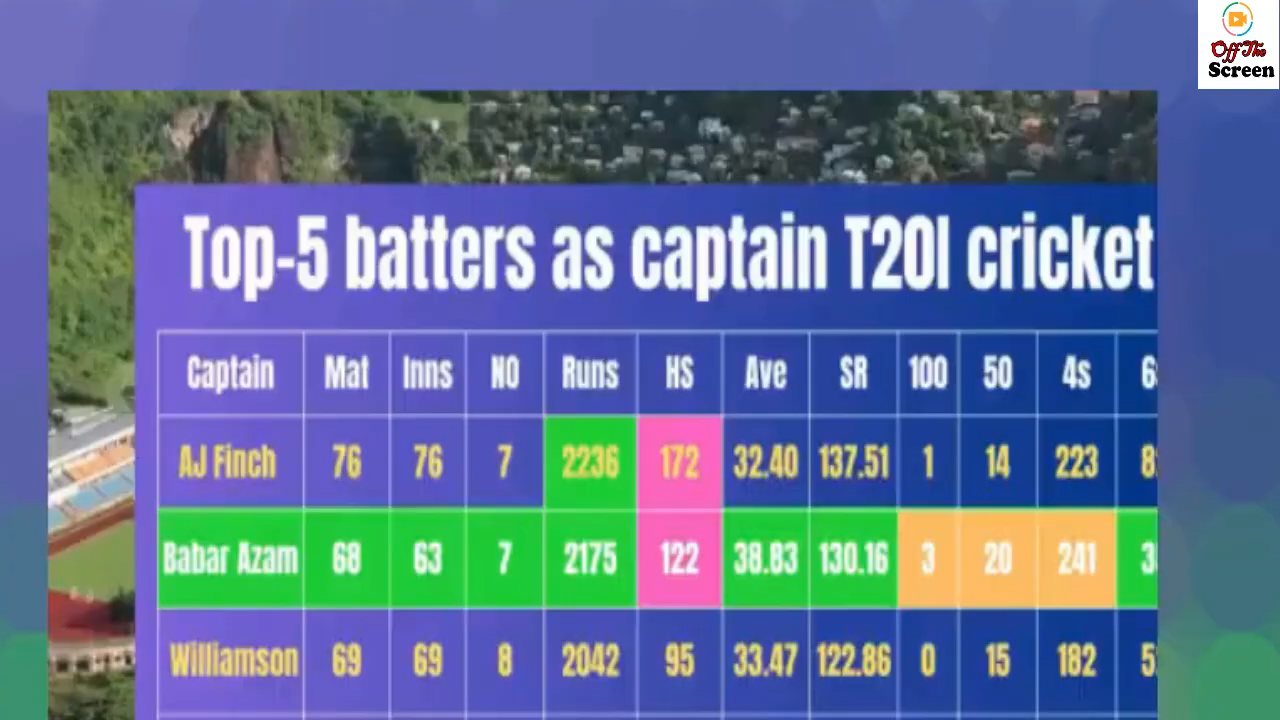 Off The
Screen
Top-5 batters as captain T20I cricket
Captain Mat Inns NO Runs HS Ave SR 100 50 4s
AJ Finch 76 76 7 2236 172 32.40 137.51 1 14 223
Babar Azam 68 63 7 2175 122 38.83 130.16 3 20 241
Williamson 69 69 8 2042 95 33.47 122.86 0 15 182